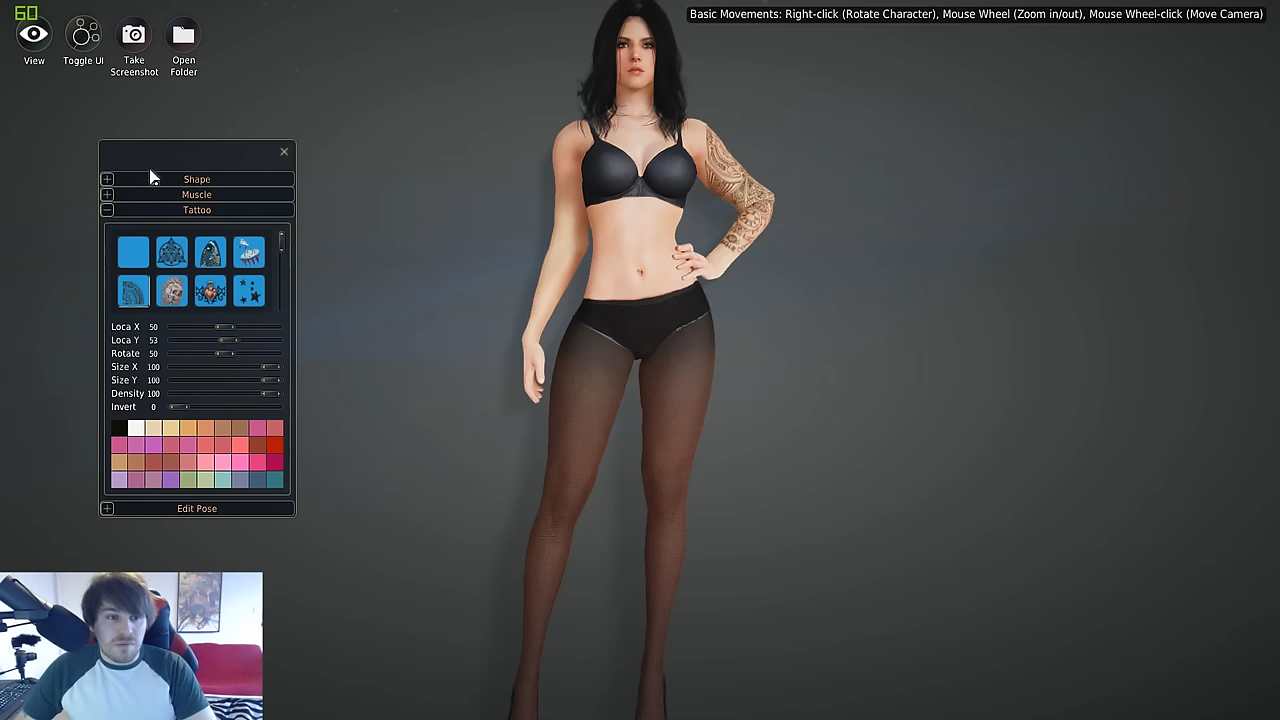 60
Basic Movements: Right-click (Rotate Character), Mouse Wheel (Zoom in/out), Mouse Wheel-click (Move Camera)
View
Toggle UI
Take Screenshot
Open Folder
Shape
Muscle
Tattoo
Loca X 50
Loca Y 53
Rotate 50
Size X 100
Size Y 100
Density 100
Invert 0
Edit Pose